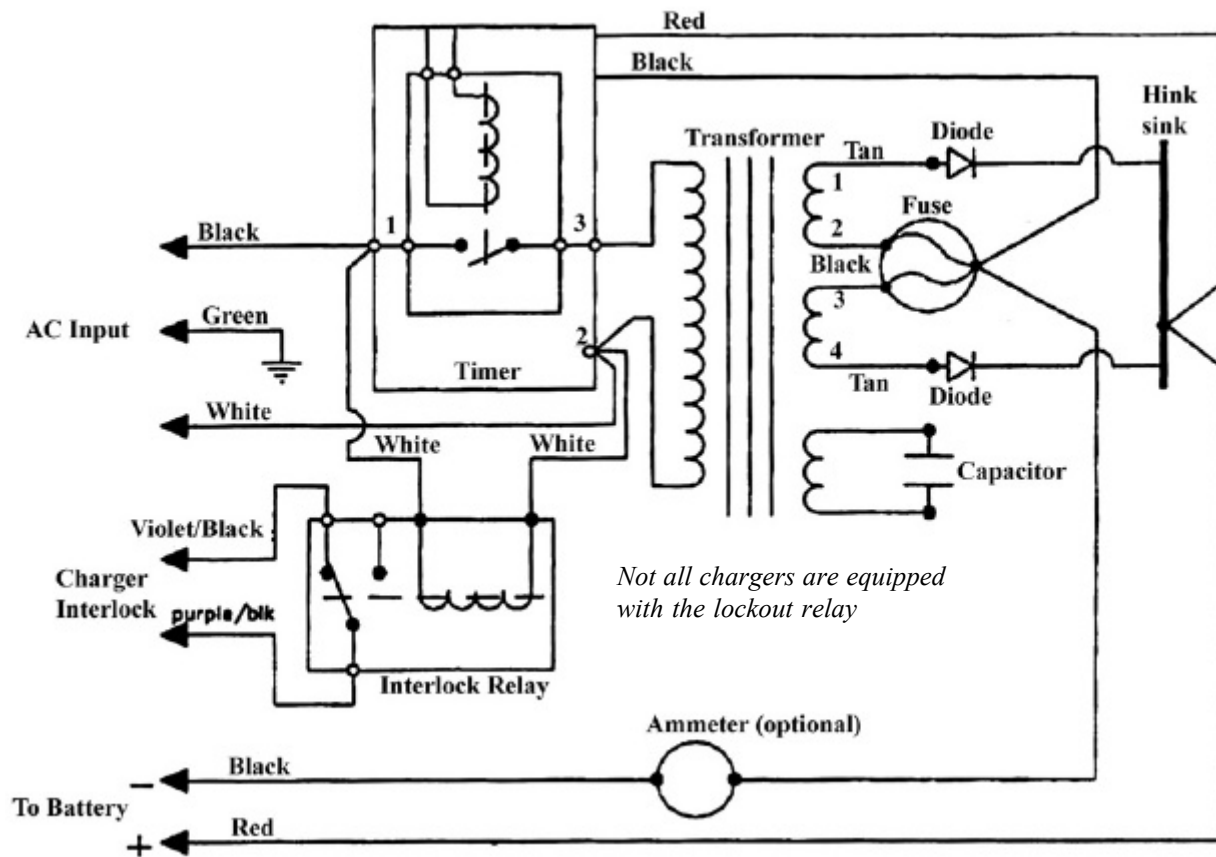 Red
Black
Hink
sink
Diode
Transformer
Tan
1
Fuse
1
3
2
Black
Black
3
Green
AC Input
2
4
Timer
Tan
Diode
White
White
White
Capacitor
Violet/Black
Not all chargers are equipped
with the lockout relay
Charger
Interlock
purple/blk
Interlock Relay
Ammeter (optional)
Black
−
To Battery
Red
+